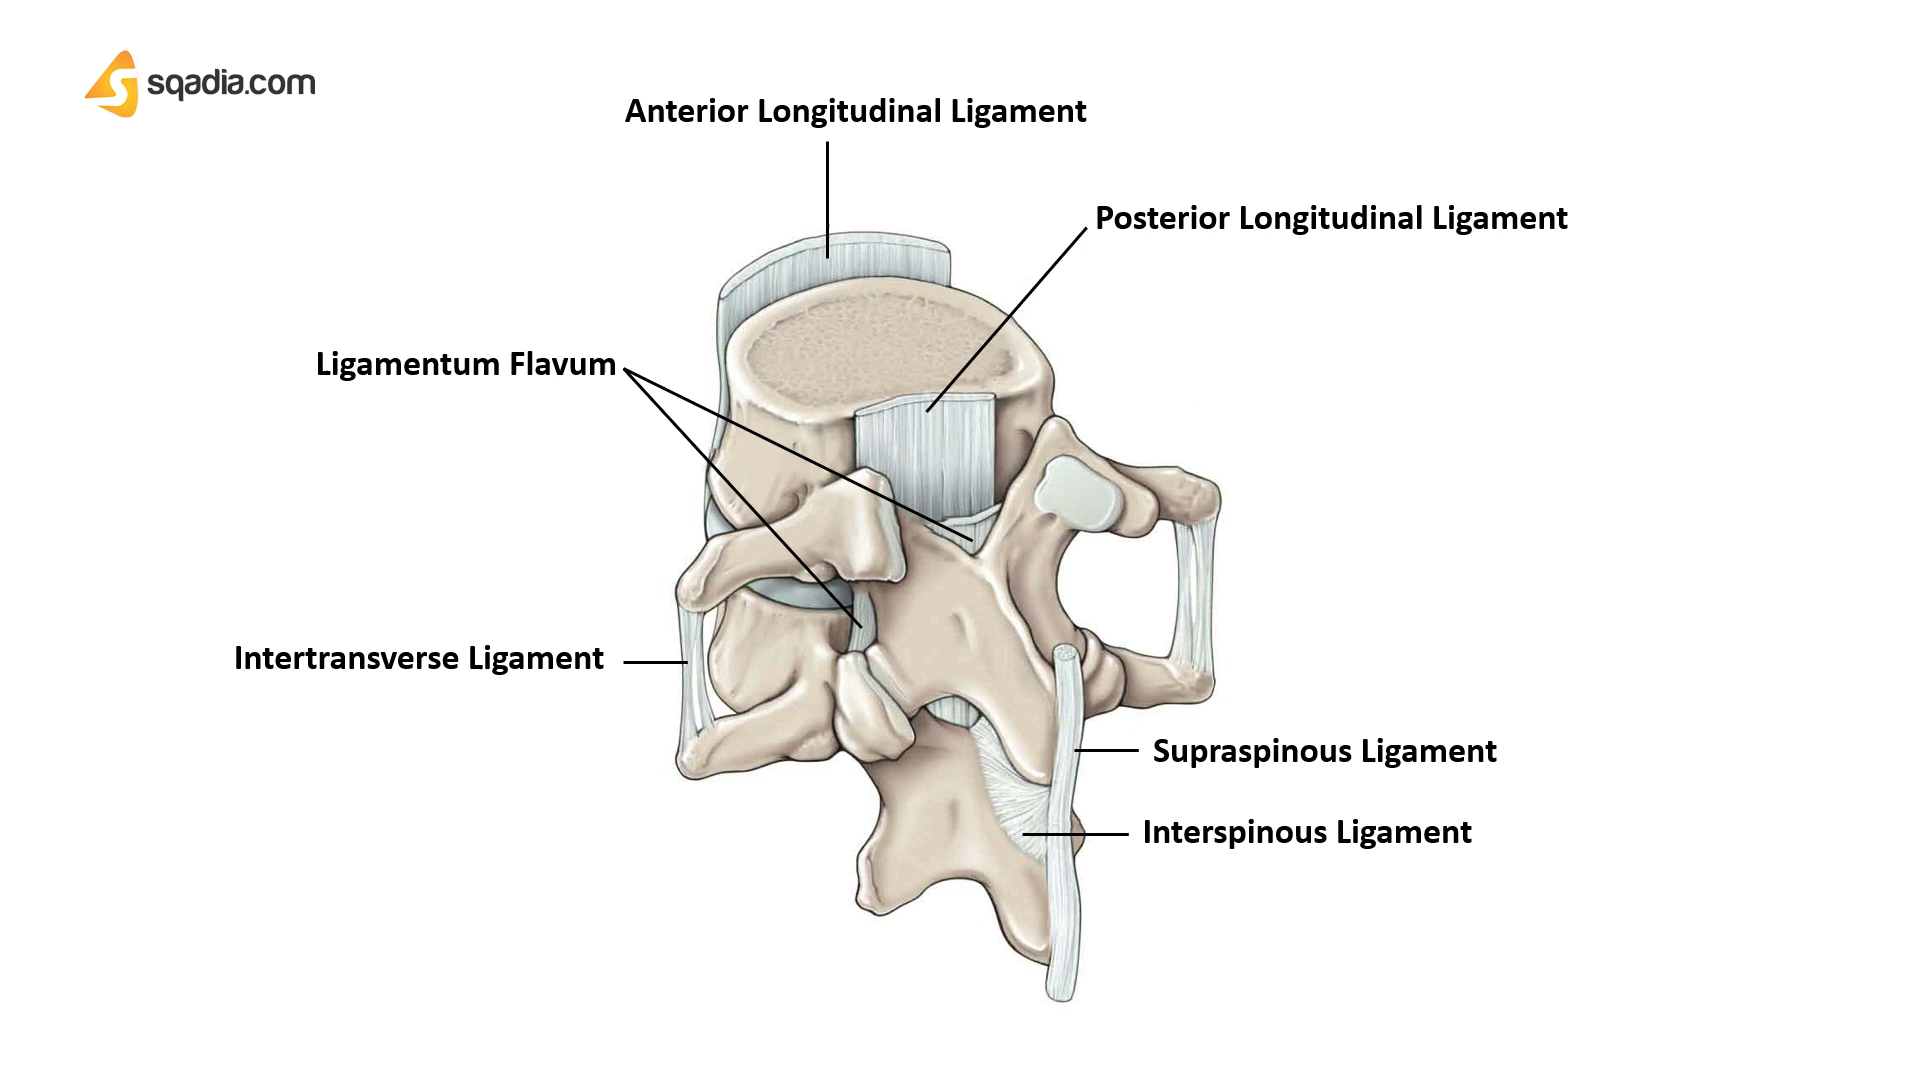 sqadia.com
Anterior Longitudinal Ligament
Posterior Longitudinal Ligament
Ligamentum Flavum
Intertransverse Ligament
Supraspinous Ligament
Interspinous Ligament